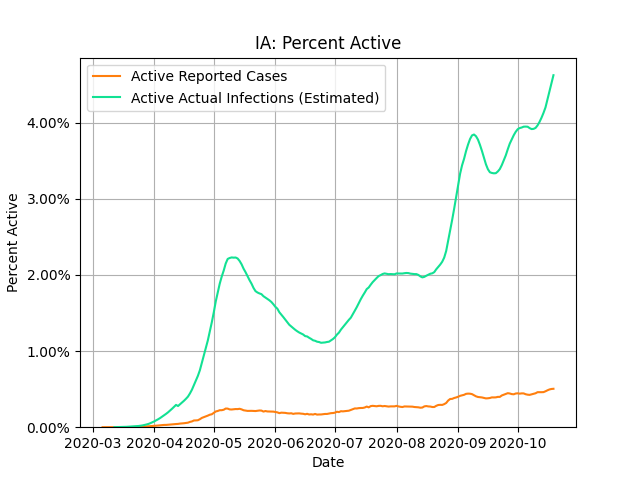 IA: Percent Active
Active Reported Cases
Active Actual Infections (Estimated)
4.00%
3.00%
2.00%
1.00%
0.00%
Percent Active
2020-03 2020-04 2020-05 2020-06 2020-07 2020-08 2020-09 2020-10
Date